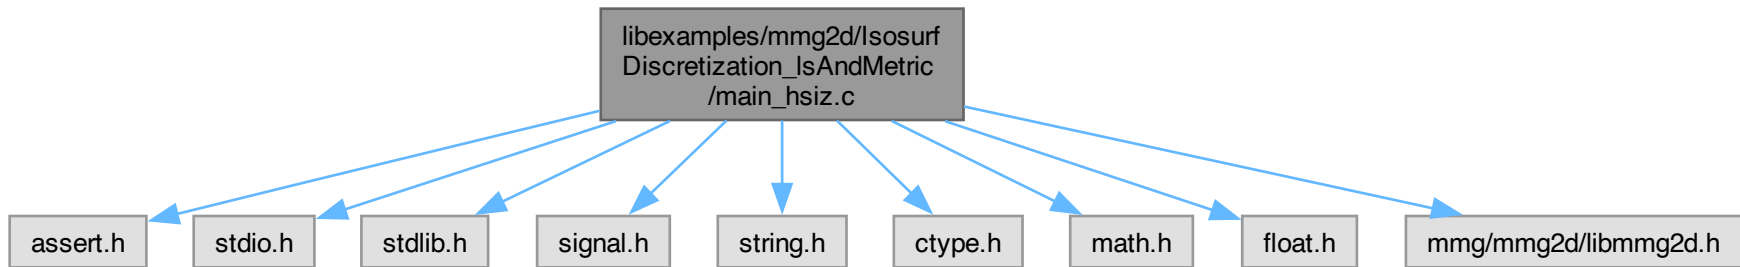 libexamples/mmg2d/Isosurf
Discretization_lsAndMetric
/main_hsiz.c
assert.h
stdio.h
stdlib.h
signal.h
string.h
ctype.h
math.h
float.h
mmg/mmg2d/libmmg2d.h